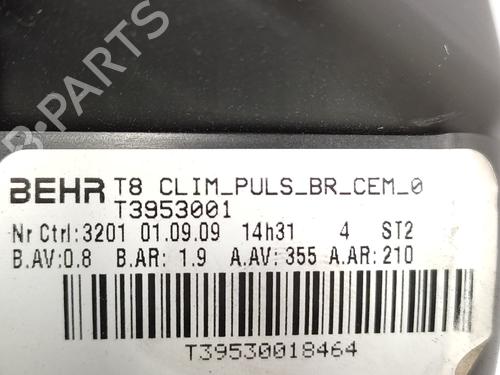 B-PARTS
BEHR T8 CLIM_PULS_BR_CEM_0
T3953001
Nr Ctrl:3201 01.09.09 14h31 4 ST2
B.AV:0.8 B.AR: 1.9 A.AV: 355 A.AR:210
T39530018464